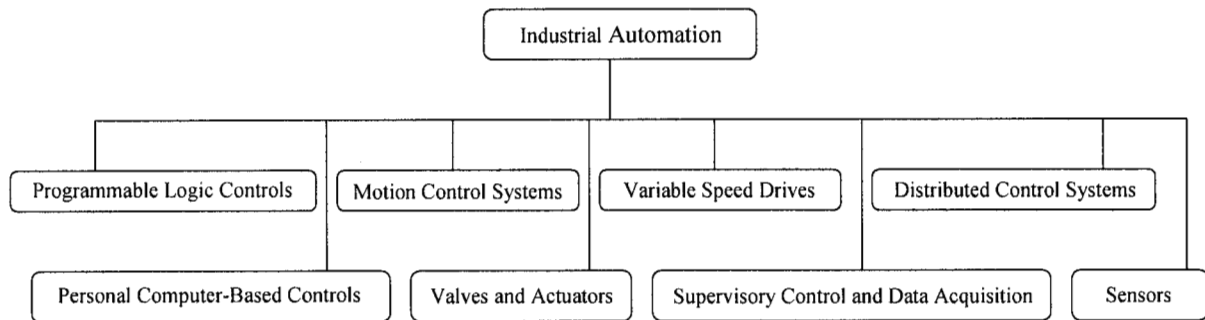 Industrial Automation
Programmable Logic Controls
Motion Control Systems
Variable Speed Drives
Distributed Control Systems
Personal Computer-Based Controls
Valves and Actuators
Supervisory Control and Data Acquisition
Sensors